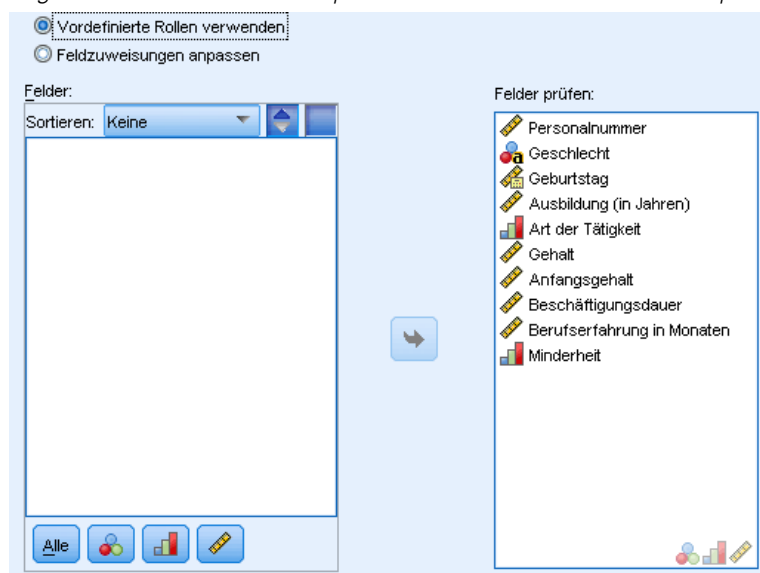 Vordefinierte Rollen verwenden
Feldzuweisungen anpassen
Felder:
Felder prüfen:
Sortieren: Keine
Personalnummer
Geschlecht
Geburtstag
Ausbildung (in Jahren)
Art der Tätigkeit
Gehalt
Anfangsgehalt
Beschäftigungsdauer
Berufserfahrung in Monaten
Minderheit
Alle